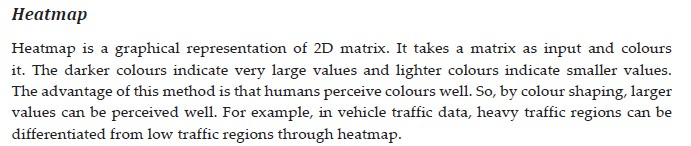 Heatmap
Heatmap is a graphical representation of 2D matrix. It takes a matrix as input and colours
it. The darker colours indicate very large values and lighter colours indicate smaller values.
The advantage of this method is that humans perceive colours well. So, by colour shaping, larger
values can be perceived well. For example, in vehicle traffic data, heavy traffic regions can be
differentiated from low traffic regions through heatmap.